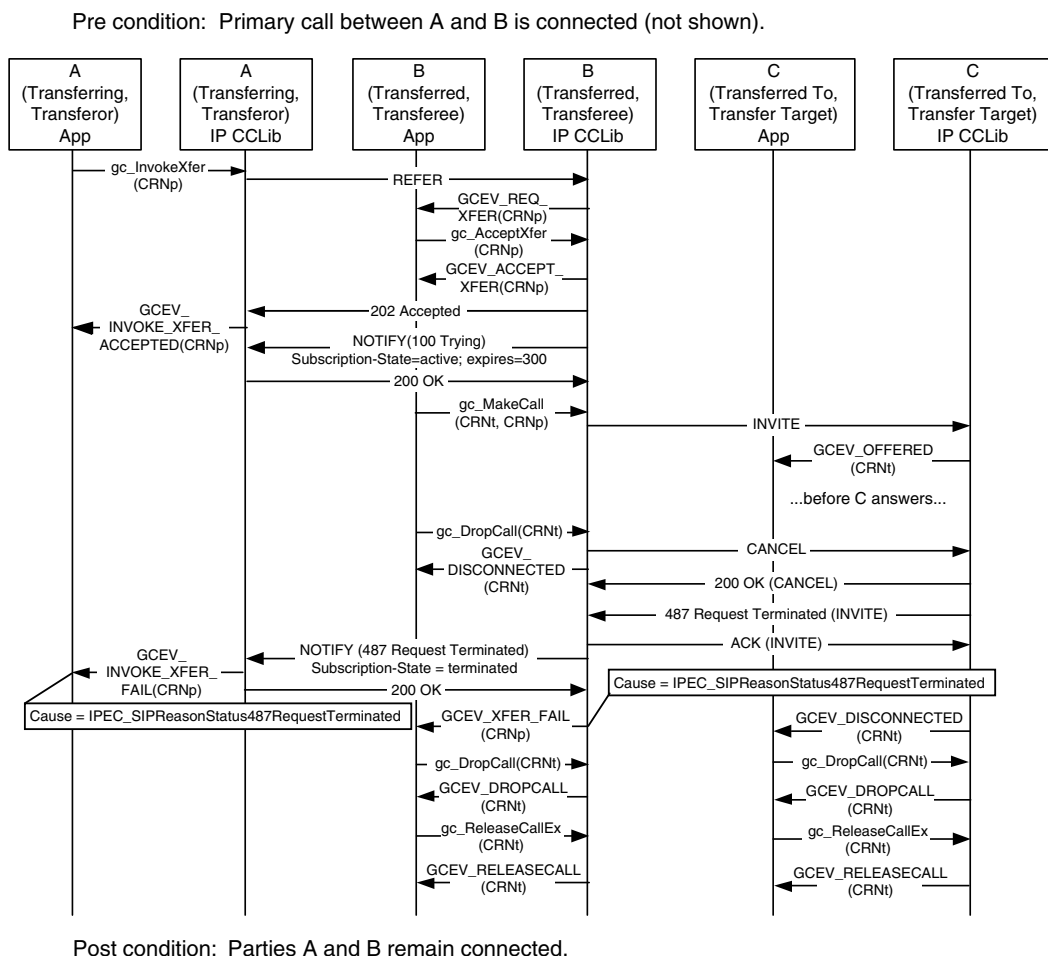 Pre condition: Primary call between A and B is connected (not shown).
A
(Transferring,
Transferor)
App
A
(Transferring,
Transferor)
IP CCLib
B
(Transferred,
Transferee)
App
B
(Transferred,
Transferee)
IP CCLib
C
(Transferred To,
Transfer Target)
App
C
(Transferred To,
Transfer Target)
IP CCLib
gc_InvokeXfer
(CRNp)
REFER
GCEV_REQ_
XFER(CRNp)
gc_AcceptXfer
(CRNp)
GCEV_ACCEPT_
XFER(CRNp)
202 Accepted
GCEV_
INVOKE_XFER_
ACCEPTED(CRNp)
NOTIFY(100 Trying)
Subscription-State=active; expires=300
200 OK
gc_MakeCall
(CRNt, CRNp)
INVITE
GCEV_OFFERED
(CRNt)
...before C answers...
gc_DropCall(CRNt)
CANCEL
GCEV_
DISCONNECTED
(CRNt)
200 OK (CANCEL)
487 Request Terminated (INVITE)
ACK (INVITE)
NOTIFY (487 Request Terminated)
Subscription-State = terminated
GCEV_
INVOKE_XFER_
FAIL(CRNp)
200 OK
Cause = IPEC_SIPReasonStatus487RequestTerminated
Cause = IPEC_SIPReasonStatus487RequestTerminated
GCEV_XFER_FAIL
(CRNp)
GCEV_DISCONNECTED
(CRNt)
gc_DropCall(CRNt)
gc_DropCall(CRNt)
GCEV_DROPCALL
(CRNt)
GCEV_DROPCALL
(CRNt)
gc_ReleaseCallEx
(CRNt)
gc_ReleaseCallEx
(CRNt)
GCEV_RELEASECALL
(CRNt)
GCEV_RELEASECALL
(CRNt)
Post condition: Parties A and B remain connected.